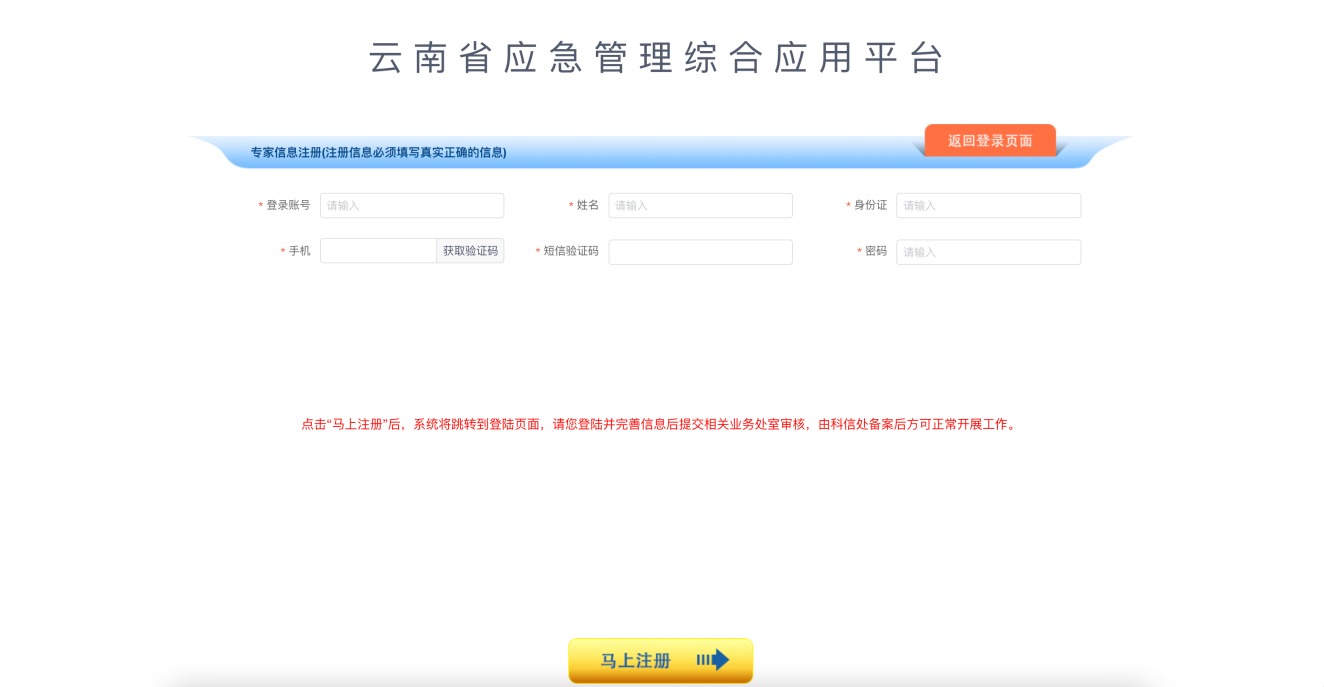 云南省应急管理综合应用平台
返回登录页面
专家信息注册(注册信息必须填写真实正确的信息)
* 登录账号 请输入 * 姓名 请输入 * 身份证 请输入
* 手机 获取验证码 * 短信验证码 * 密码 请输入
点击“马上注册”后，系统将跳转到登陆页面，请您登陆并完善信息后提交相关业务处室审核，由科信处备案后方可正常开展工作。
马上注册